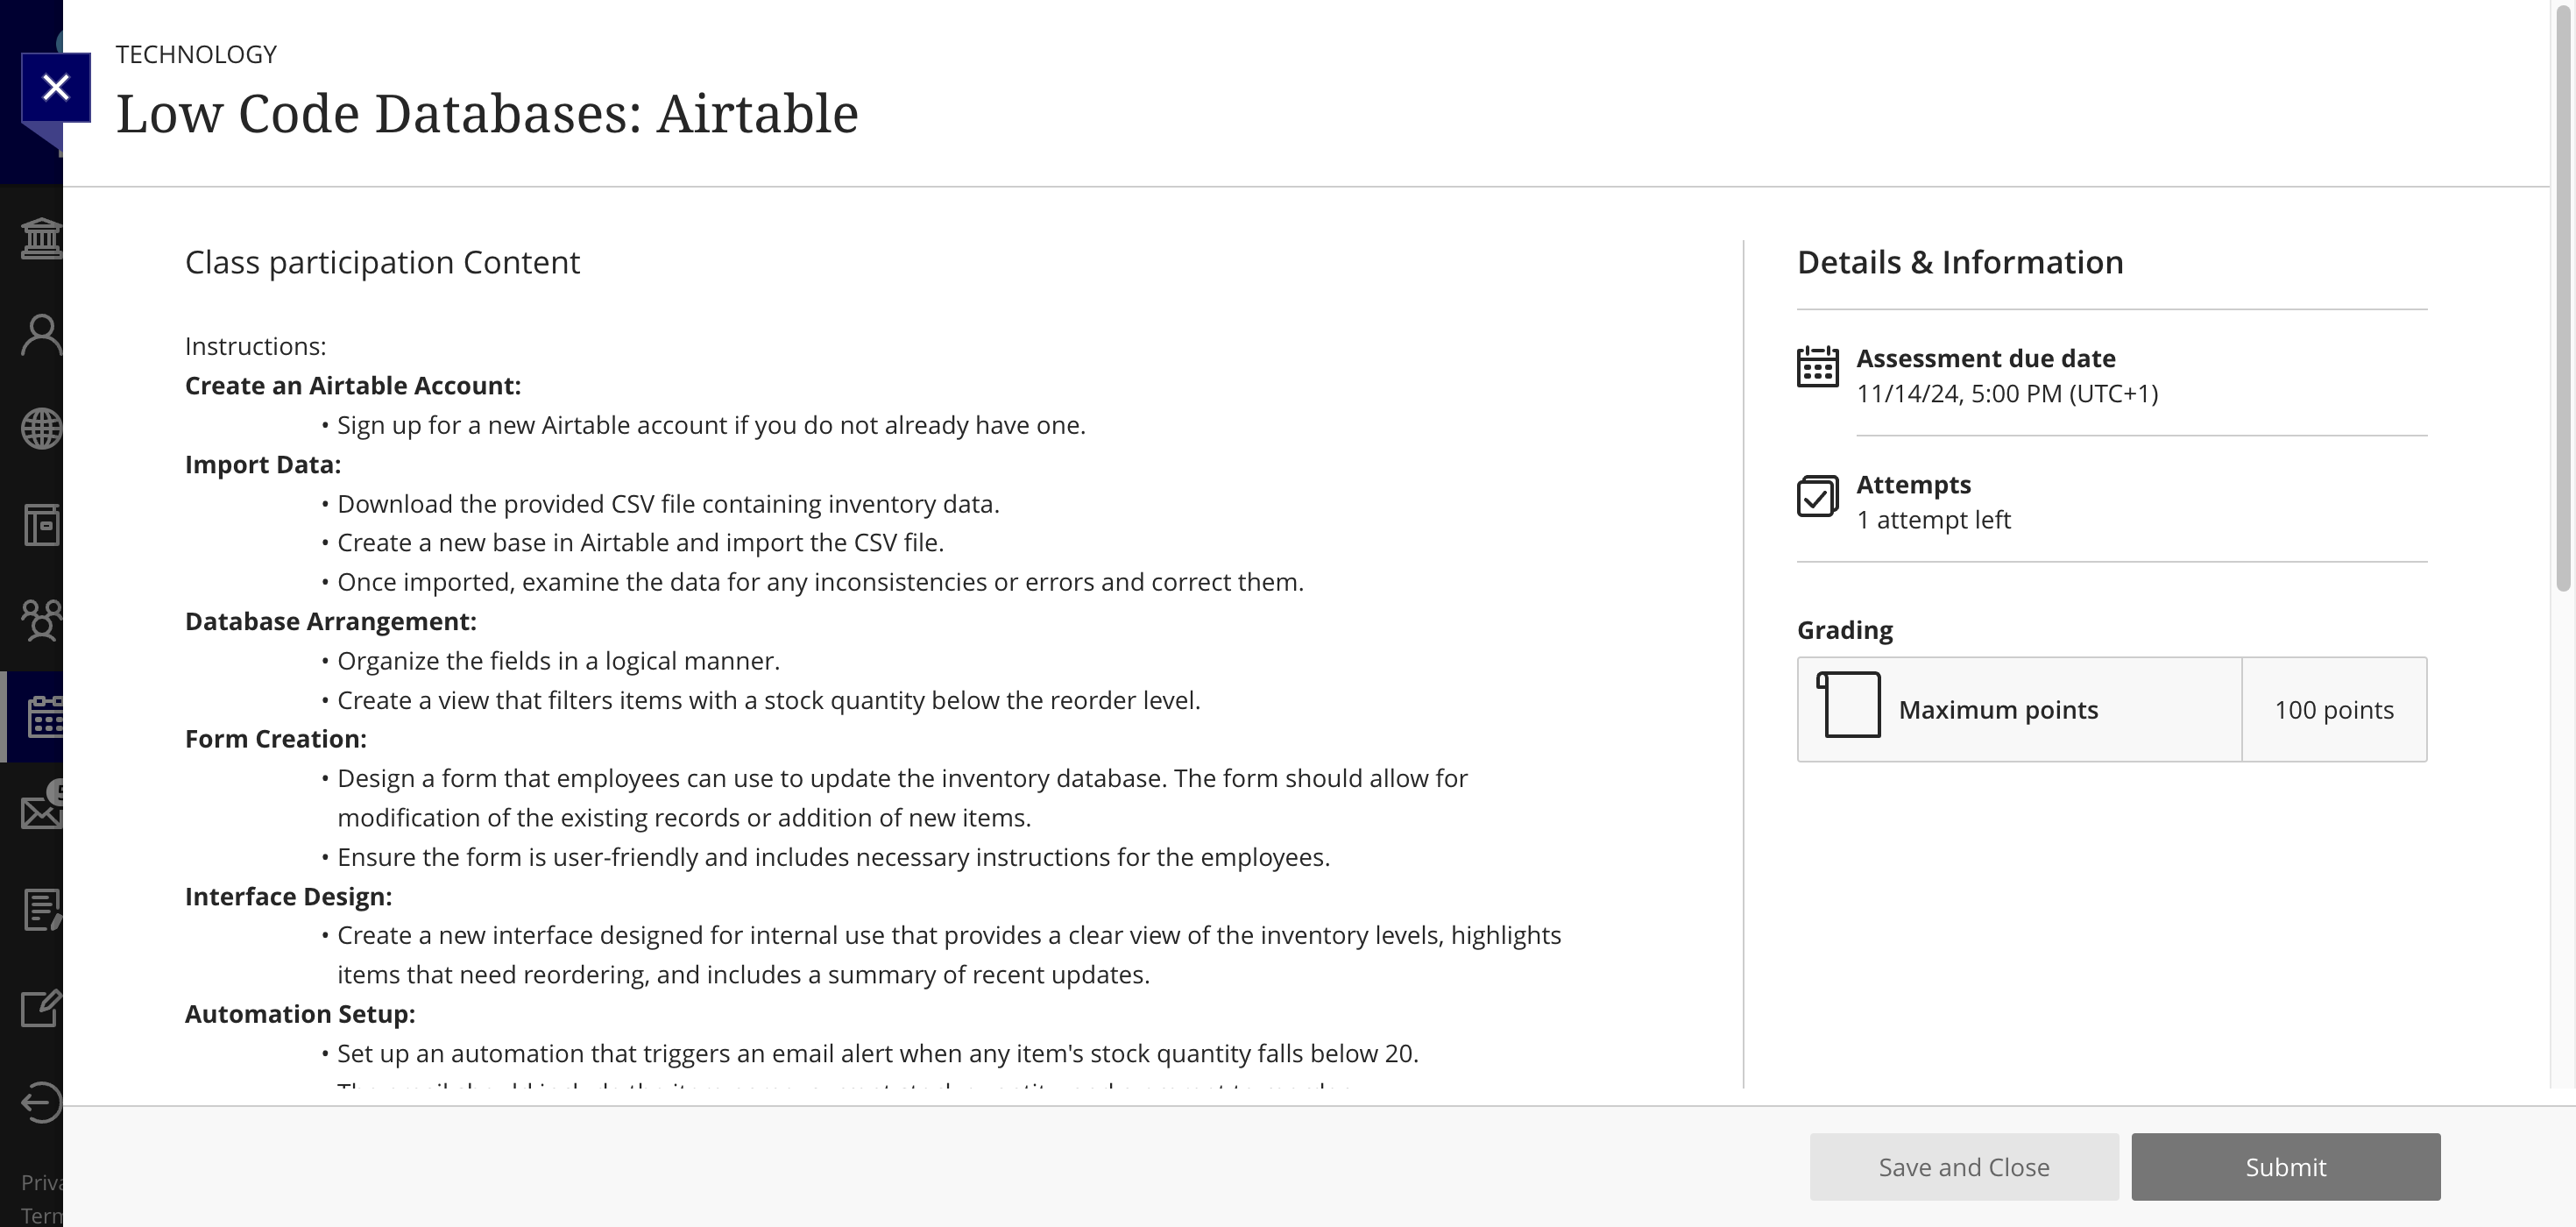 TECHNOLOGY
Low Code Databases: Airtable
Class participation Content
Instructions:
Create an Airtable Account:
• Sign up for a new Airtable account if you do not already have one.
Import Data:
• Download the provided CSV file containing inventory data.
• Create a new base in Airtable and import the CSV file.
• Once imported, examine the data for any inconsistencies or errors and correct them.
Database Arrangement:
• Organize the fields in a logical manner.
• Create a view that filters items with a stock quantity below the reorder level.
Form Creation:
• Design a form that employees can use to update the inventory database. The form should allow for
modification of the existing records or addition of new items.
• Ensure the form is user-friendly and includes necessary instructions for the employees.
Interface Design:
• Create a new interface designed for internal use that provides a clear view of the inventory levels, highlights
items that need reordering, and includes a summary of recent updates.
Automation Setup:
• Set up an automation that triggers an email alert when any item's stock quantity falls below 20.
Details & Information
Assessment due date
11/14/24, 5:00 PM (UTC+1)
Attempts
1 attempt left
Grading
Maximum points
100 points
Save and Close
Submit
Priva
Term